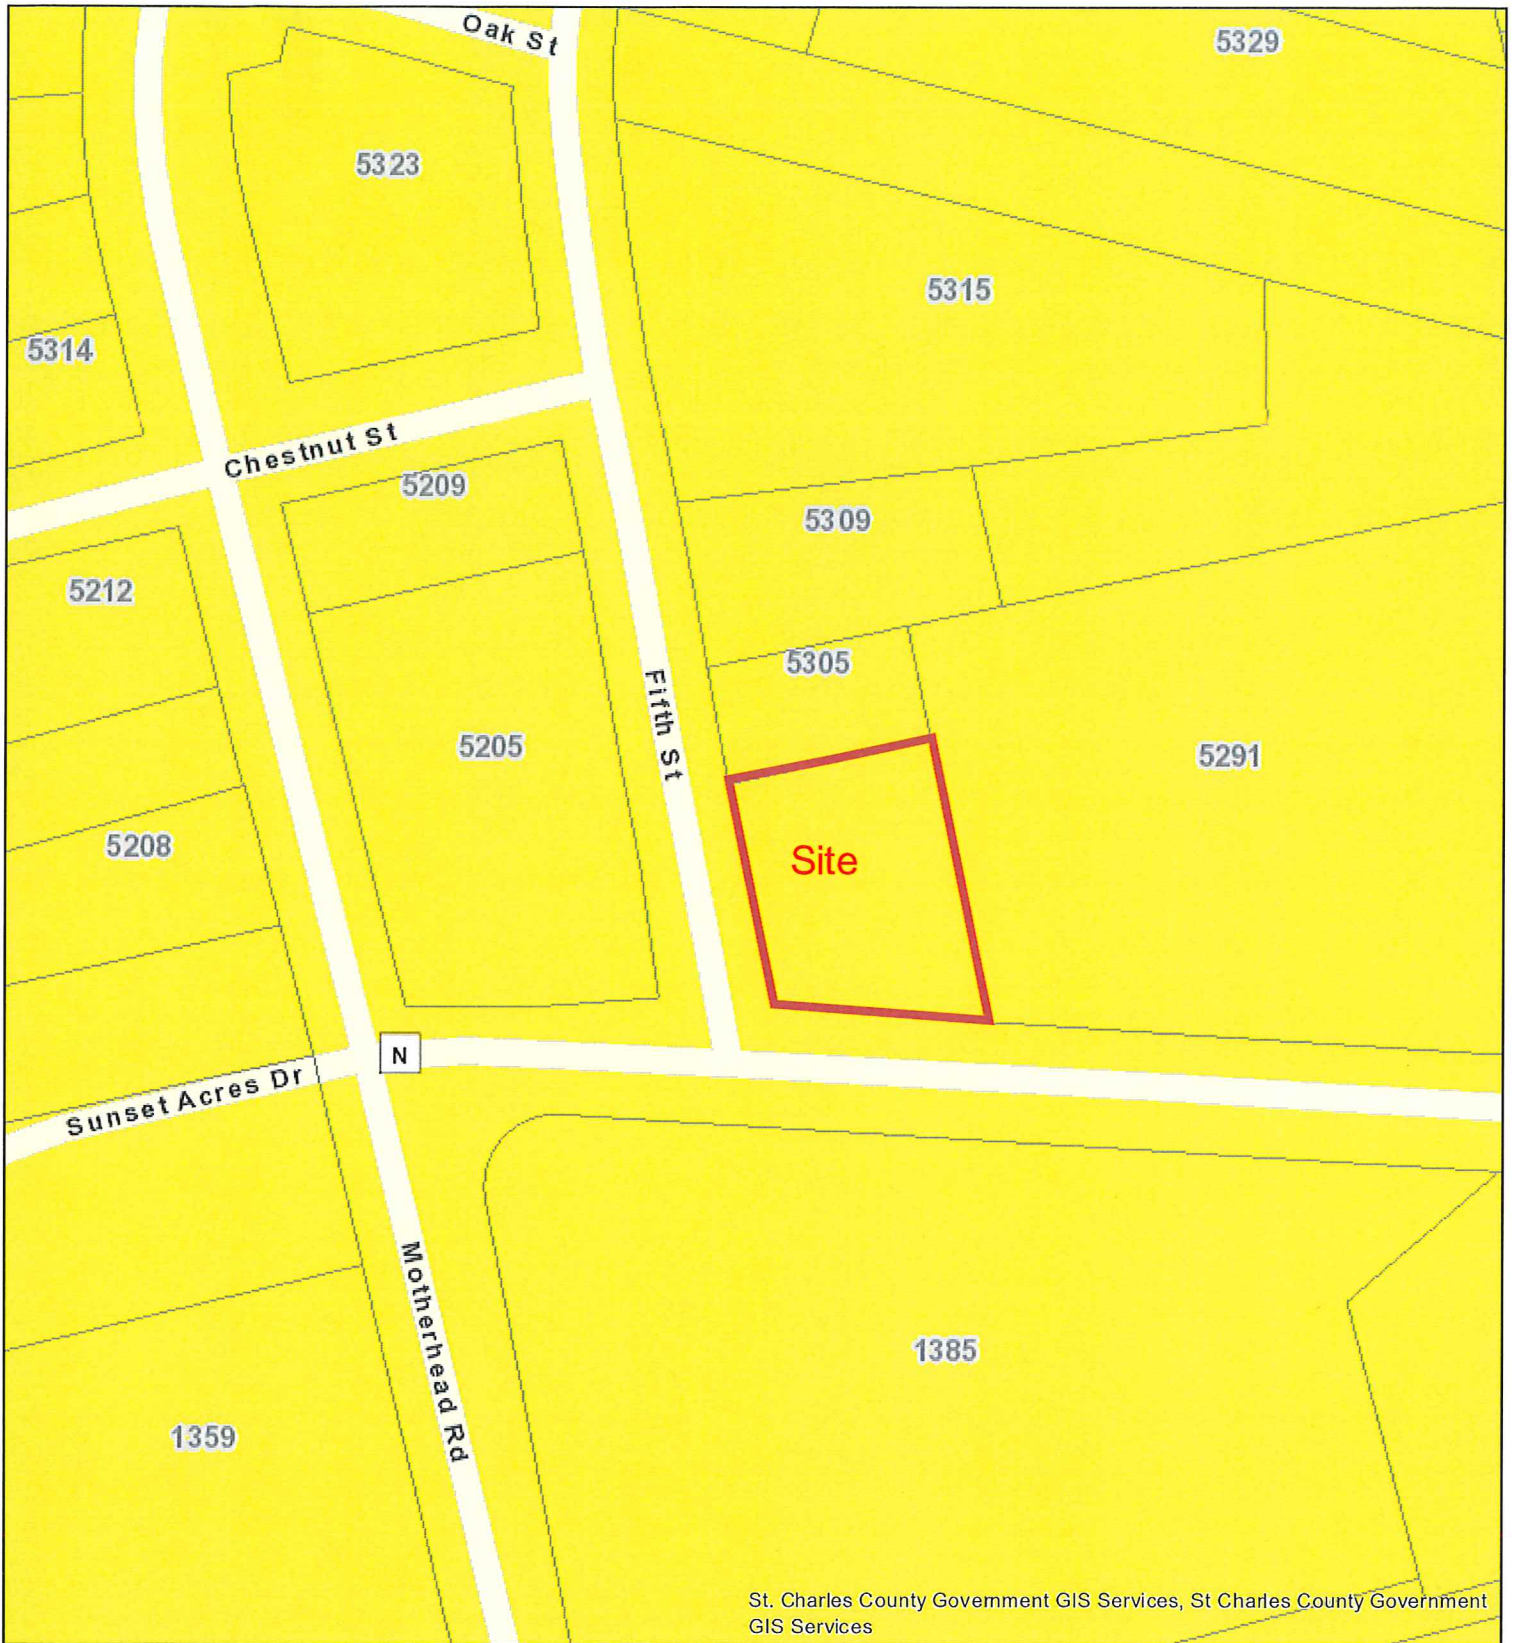 Oak St
5329
5323
5315
5314
Chestnut St
5209
5309
5212
5305
Fifth St
5205
5291
5208
Site
N
Sunset Acres Dr
Motherhead Rd
1385
1359
St. Charles County Government GIS Services, St Charles County Government
GIS Services